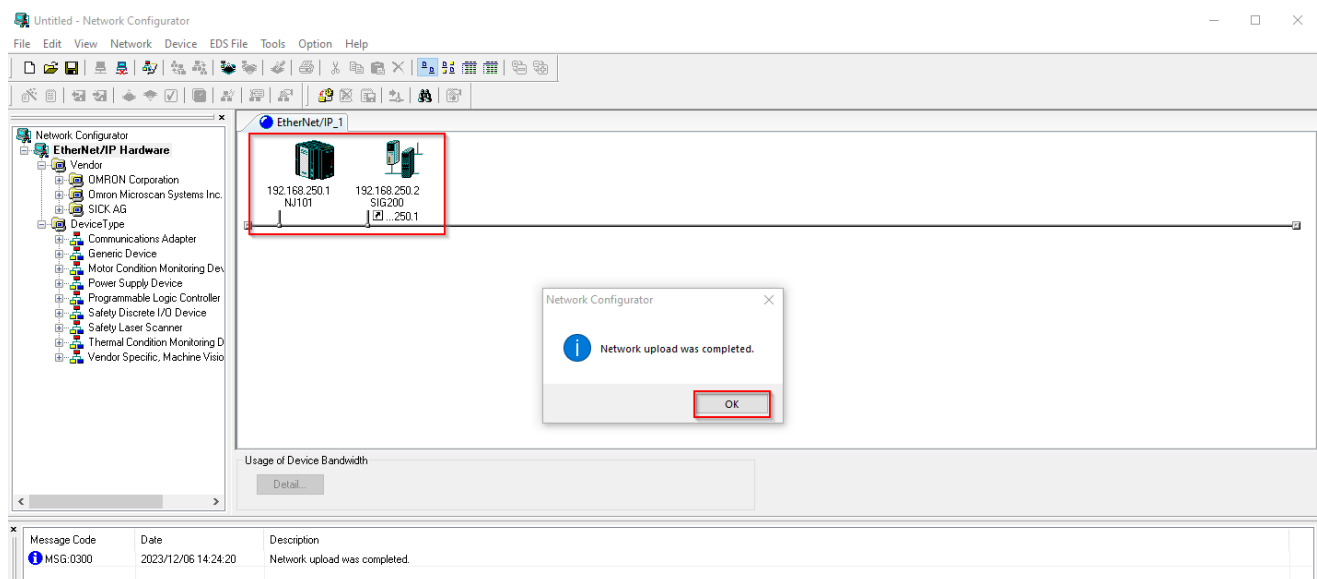 Untitled - Network Configurator
File Edit View Network Device EDS File Tools Option Help
EtherNet/IP_1
Network Configurator
EtherNet/IP Hardware
Vendor
OMRON Corporation
Omron Microscan Systems Inc.
SICK AG
DeviceType
Communications Adapter
Generic Device
Motor Condition Monitoring Dev
Power Supply Device
Programmable Logic Controller
Safety Discrete I/O Device
Safety Laser Scanner
Thermal Condition Monitoring D
Vendor Specific, Machine Visio
192.168.250.1
NJ101
192.168.250.2
SIG200
...250.1
Network Configurator
Network upload was completed.
OK
Usage of Device Bandwidth
Detail...
Message Code Date Description
MSG:0300 2023/12/06 14:24:20 Network upload was completed.